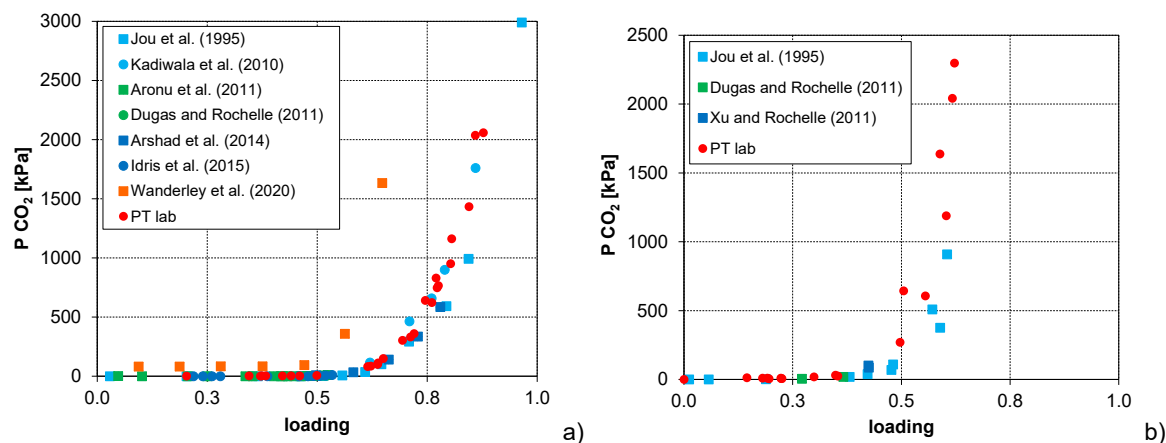 3000
2500
2000
1500
1000
500
0
P CO₂ [kPa]
Jou et al. (1995)
Kadiwala et al. (2010)
Aronu et al. (2011)
Dugas and Rochelle (2011)
Arshad et al. (2014)
Idris et al. (2015)
Wanderley et al. (2020)
PT lab
0.0 0.3 0.5 0.8 1.0
loading
a)
2500
2000
1500
1000
500
0
P CO₂ [kPa]
Jou et al. (1995)
Dugas and Rochelle (2011)
Xu and Rochelle (2011)
PT lab
0.0 0.3 0.5 0.8 1.0
loading
b)